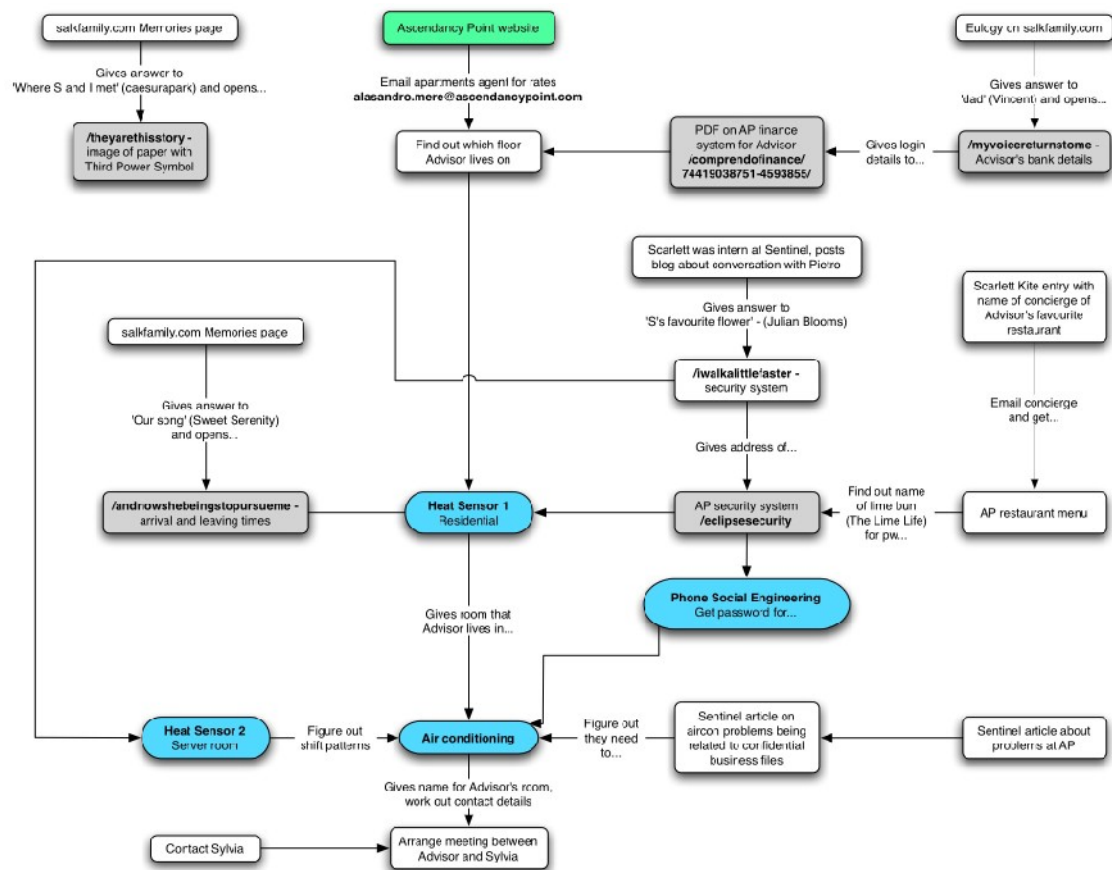 salkfamily.com Memories page
Ascendancy Point website
Eulogy on salkfamily.com
Gives answer to
'Where S and I met' (caesurapark) and opens...
Email apartments agent for rates
alasandro.mere@ascendancypoint.com
Gives answer to
'dad' (Vincent) and opens...
/theyarethisstory -
image of paper with
Third Power Symbol
Find out which floor
Advisor lives on
PDF on AP finance
system for Advisor
/comprendofinance/
74419038751-4593855/
Gives login
details to...
/myvoicereturnstome -
Advisor's bank details
Scarlett was intern at Sentinel, posts
blog about conversation with Pietro
Scarlett Kite entry with
name of concierge of
Advisor's favourite
restaurant
Gives answer to
'S's favourite flower' - (Julian Blooms)
salkfamily.com Memories page
/iwalkalittlefaster -
security system
Gives answer to
'Our song' (Sweet Serenity)
and opens...
Email concierge
and get...
Gives address of...
/andnowshebeingstopursueme -
arrival and leaving times
Heat Sensor 1
Residential
AP security system
/eclipsesecurity
Find out name
of lime bun
(The Lime Life)
for pw...
AP restaurant menu
Phone Social Engineering
Get password for...
Gives room that
Advisor lives in...
Heat Sensor 2
Server room
Figure out
shift patterns
Air conditioning
Figure out
they need
to...
Sentinel article on
aircon problems being
related to confidential
business files
Sentinel article about
problems at AP
Gives name for Advisor's room,
work out contact details
Contact Sylvia
Arrange meeting between
Advisor and Sylvia